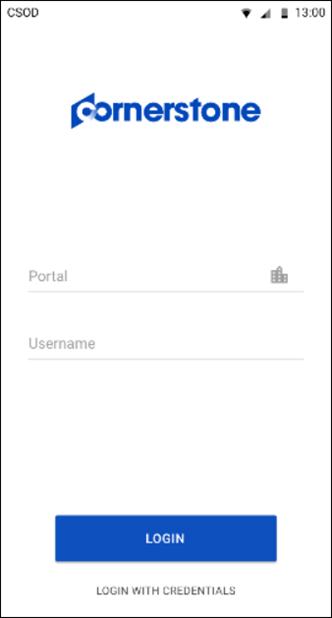 CSOD 13:00
cornerstone
Portal
Username
LOGIN
LOGIN WITH CREDENTIALS